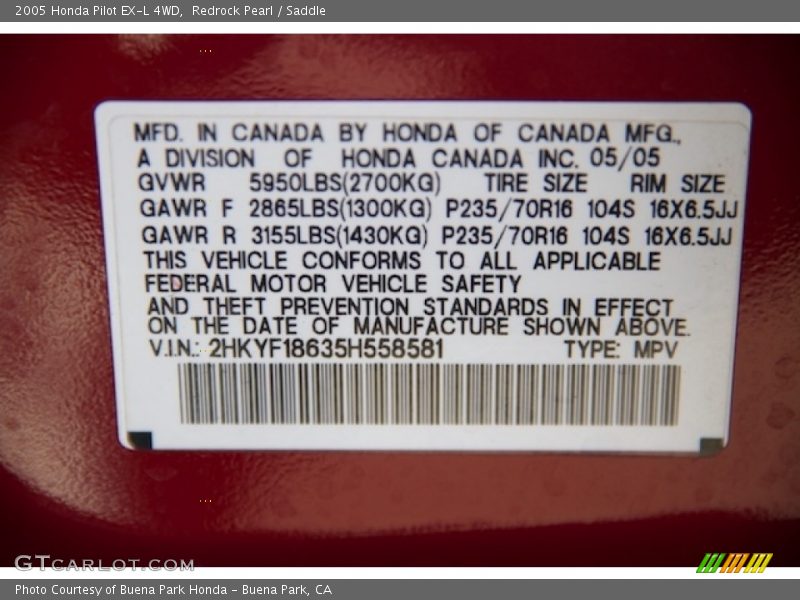 2005 Honda Pilot EX-L 4WD, Redrock Pearl / Saddle
MFD. IN CANADA BY HONDA OF CANADA MFG.,
A DIVISION OF HONDA CANADA INC. 05/05
GVWR 5950LBS(2700KG) TIRE SIZE RIM SIZE
GAWR F 2865LBS(1300KG) P235/70R16 104S 16X6.5JJ
GAWR R 3155LBS(1430KG) P235/70R16 104S 16X6.5JJ
THIS VEHICLE CONFORMS TO ALL APPLICABLE
FEDERAL MOTOR VEHICLE SAFETY
AND THEFT PREVENTION STANDARDS IN EFFECT
ON THE DATE OF MANUFACTURE SHOWN ABOVE.
V.I.N.: 2HKYF18635H558581 TYPE: MPV
GTCARLOT.COM
Photo Courtesy of Buena Park Honda - Buena Park, CA